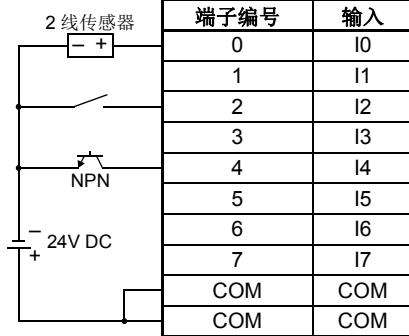 2 线传感器
– +
NPN
–
24V DC
+
端子编号 输入
0 I0
1 I1
2 I2
3 I3
4 I4
5 I5
6 I6
7 I7
COM COM
COM COM